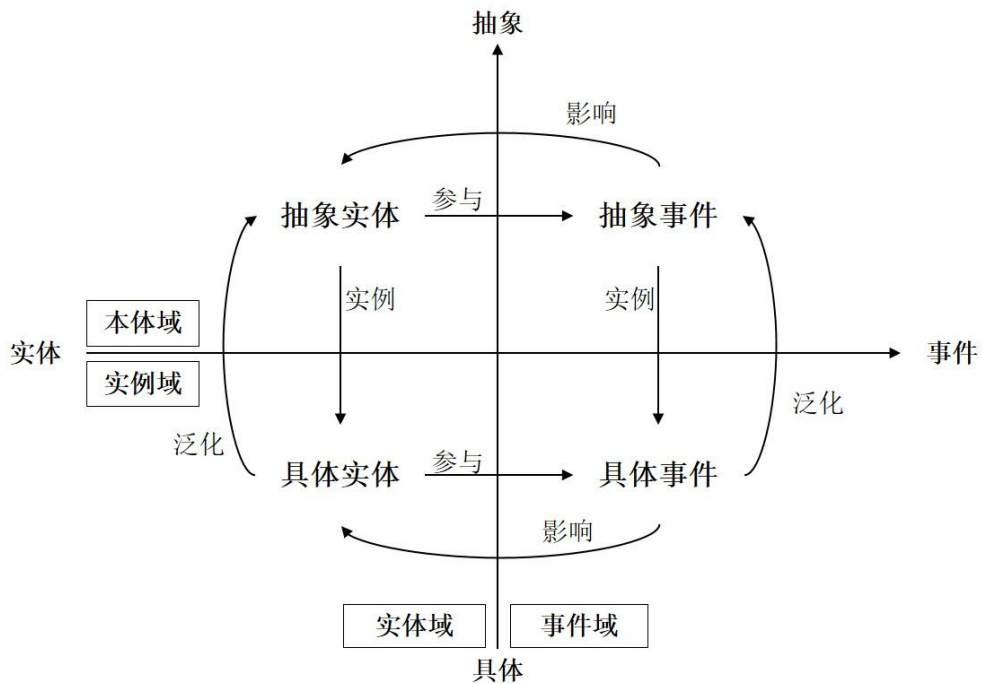 抽象
影响
参与
抽象实体
抽象事件
实例
实例
本体域
实体
事件
实例域
泛化
泛化
参与
具体实体
具体事件
影响
实体域
事件域
具体